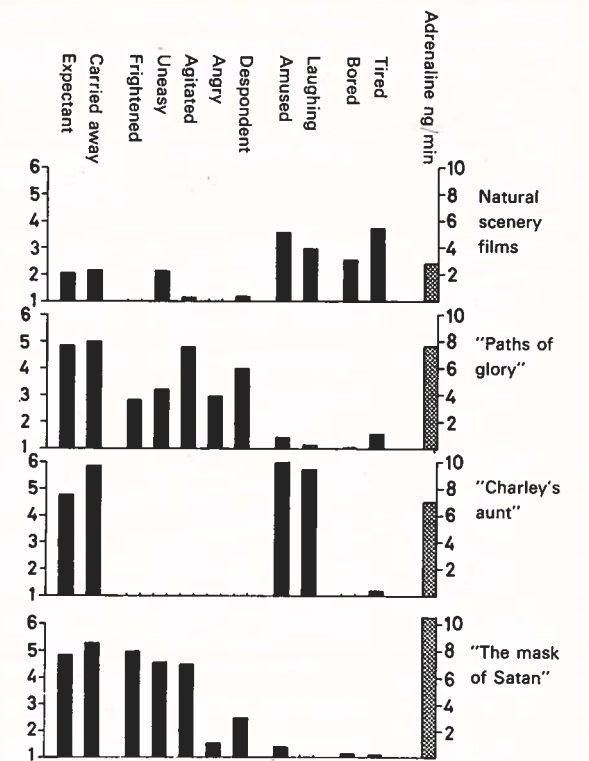 Expectant
Carried away
Frightened
Uneasy
Agitated
Angry
Despondent
Amused
Laughing
Bored
Tired
Adrenaline ng/min
6
5
4
3
2
1
10
8
6
4
2
Natural
scenery
films
6
5
4
3
2
1
10
8
6
4
2
"Paths of
glory"
6
5
4
3
2
1
10
8
6
4
2
"Charley's
aunt"
6
5
4
3
2
1
10
8
6
4
2
"The mask
of Satan"